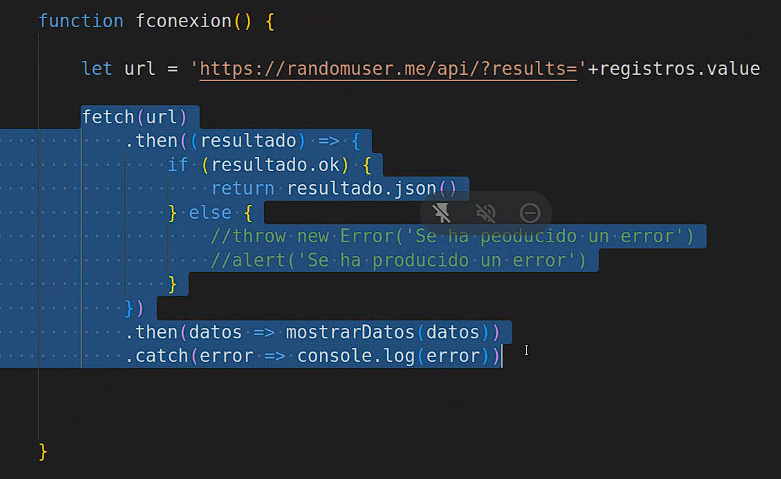 function fconexion() {
let url = 'https://randomuser.me/api/?results='+registros.value
fetch(url)
.then((resultado) => {
if (resultado.ok) {
return resultado.json()
} else {
//throw new Error('Se ha peoducido un error')
//alert('Se ha producido un error')
}
})
.then(datos => mostrarDatos(datos))
.catch(error => console.log(error))
}